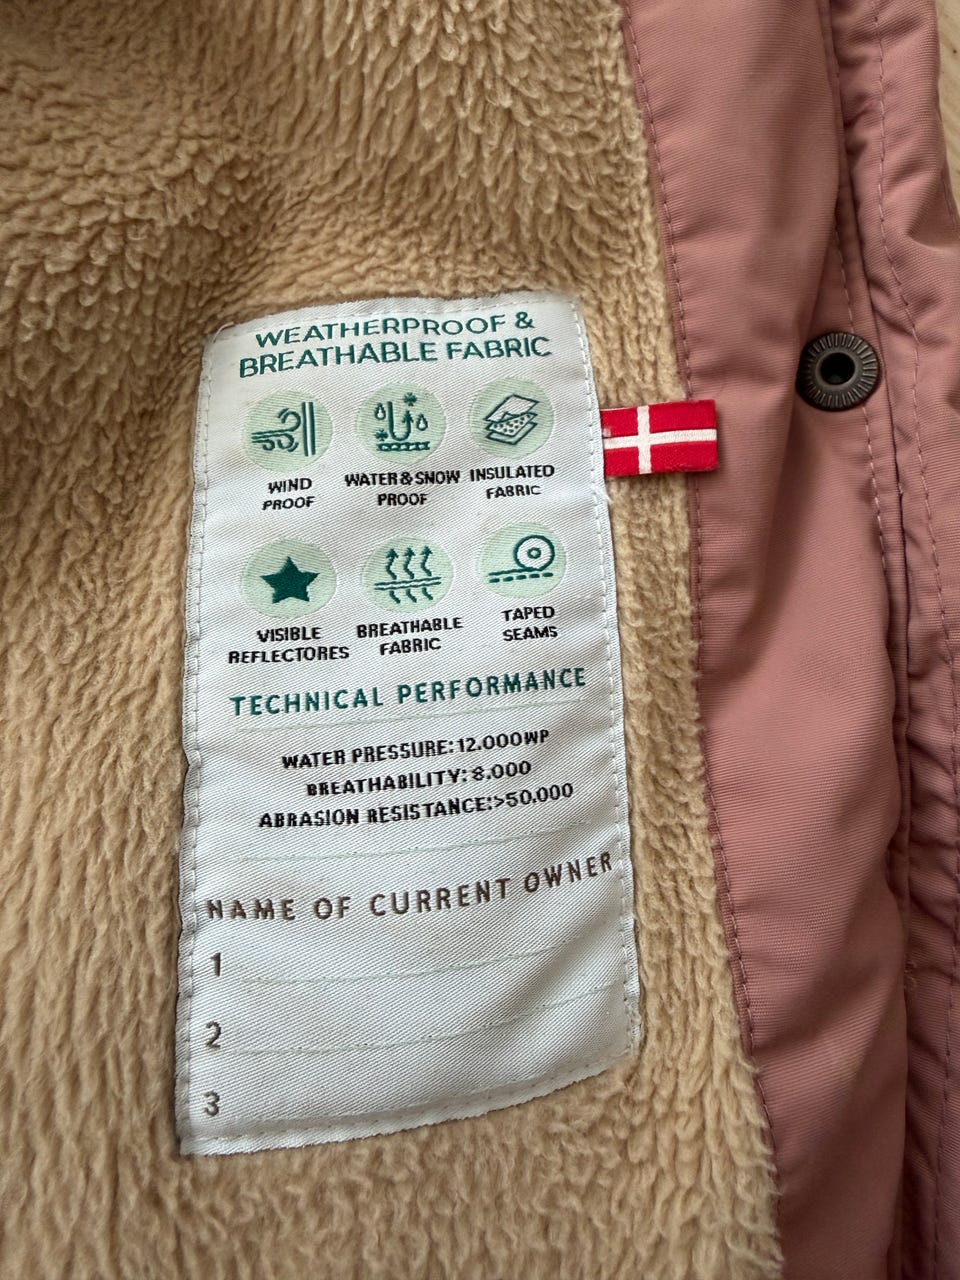 WEATHERPROOF &
BREATHABLE FABRIC
WIND
PROOF
WATER & SNOW
PROOF
INSULATED
FABRIC
VISIBLE
REFLECTORES
BREATHABLE
FABRIC
TAPED
SEAMS
TECHNICAL PERFORMANCE
WATER PRESSURE:12.000WP
BREATHABILITY: 8.000
ABRASION RESISTANCE:>50.000
NAME OF CURRENT OWNER
1
2
3